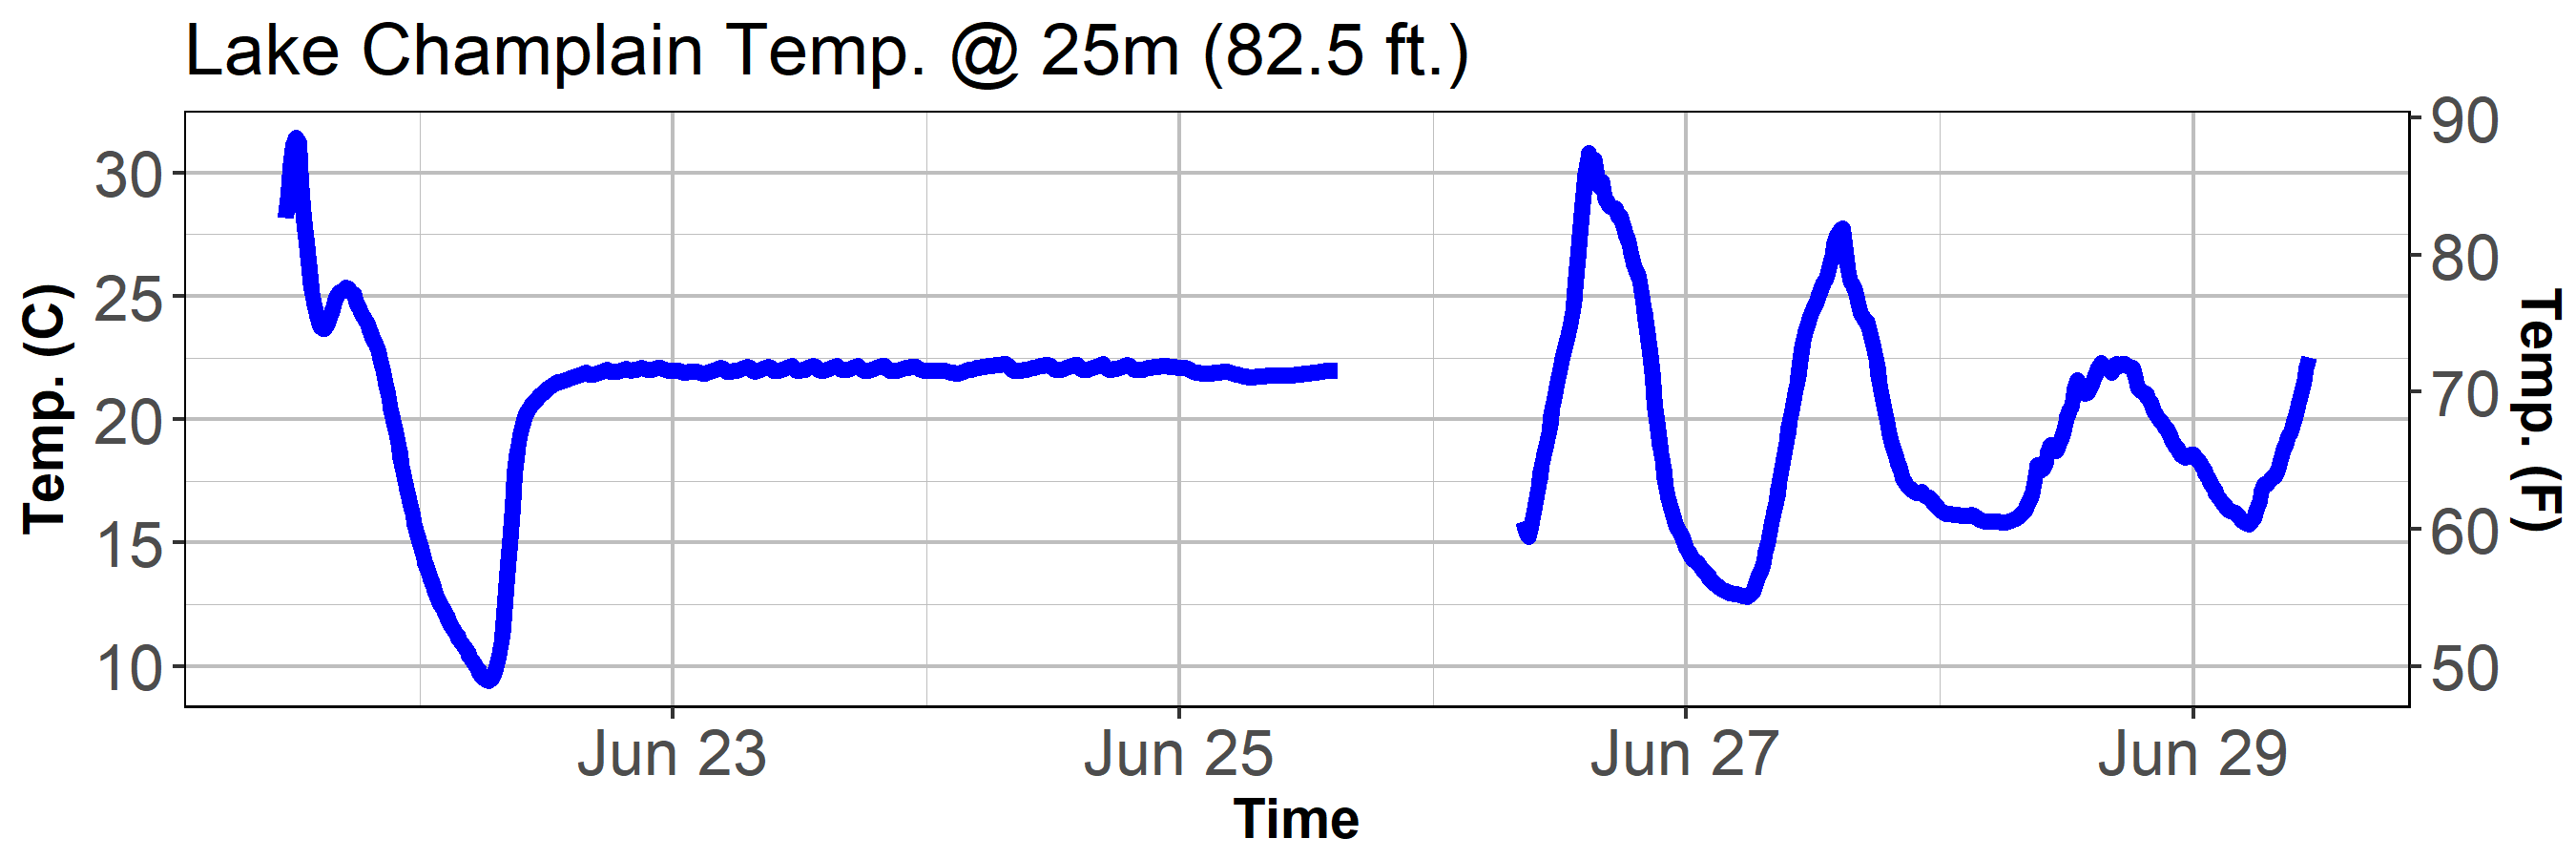 Lake Champlain Temp. @ 25m (82.5 ft.)
Temp. (C)
30
25
20
15
10
90
80
70
60
50
Temp. (F)
Jun 23
Jun 25
Jun 27
Jun 29
Time